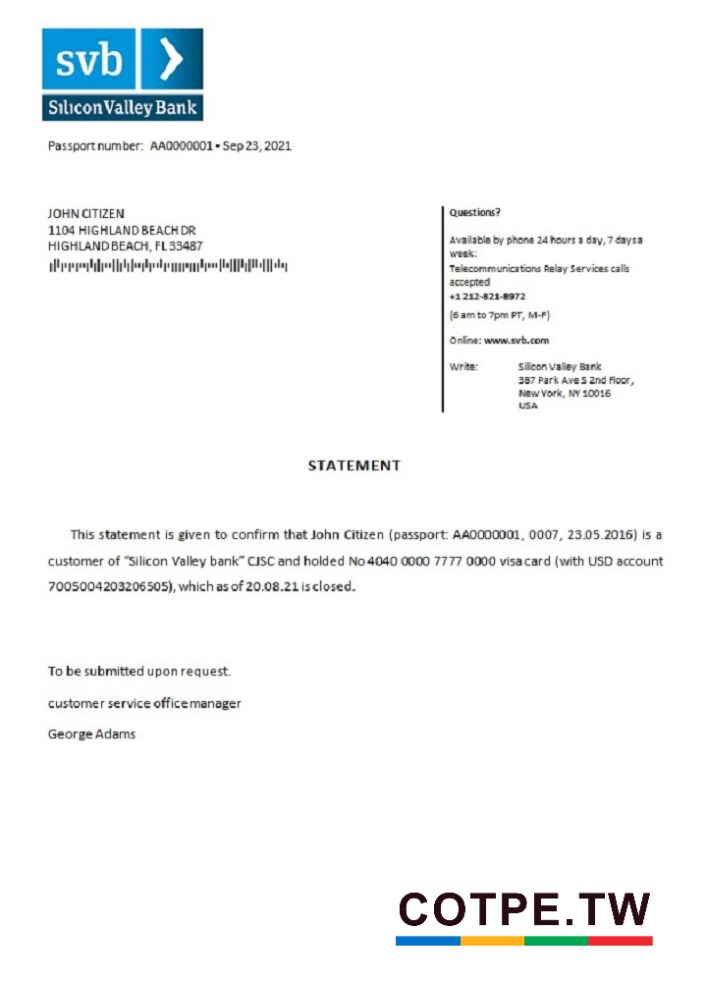 svb
Silicon Valley Bank
Passport number: AA0000001 • Sep 23, 2021
JOHN CITIZEN
1104 HIGHLAND BEACH DR
HIGHLAND BEACH, FL 33487
Questions?
Available by phone 24 hours a day, 7 days a
week:
Telecommunications Relay Services calls
accepted
+1 212-821-8972
(6 am to 7pm PT, M-F)
Online: www.svb.com
Write: Silicon Valley Bank
387 Park Ave S 2nd Floor,
New York, NY 10016
USA
STATEMENT
This statement is given to confirm that John Citizen (passport: AA0000001, 0007, 23.05.2016) is a
customer of "Silicon Valley bank" CJSC and holded No 4040 0000 7777 0000 visa card (with USD account
7005004203206505), which as of 20.08.21 is closed.
To be submitted upon request.
customer service office manager
George Adams
COTPE.TW